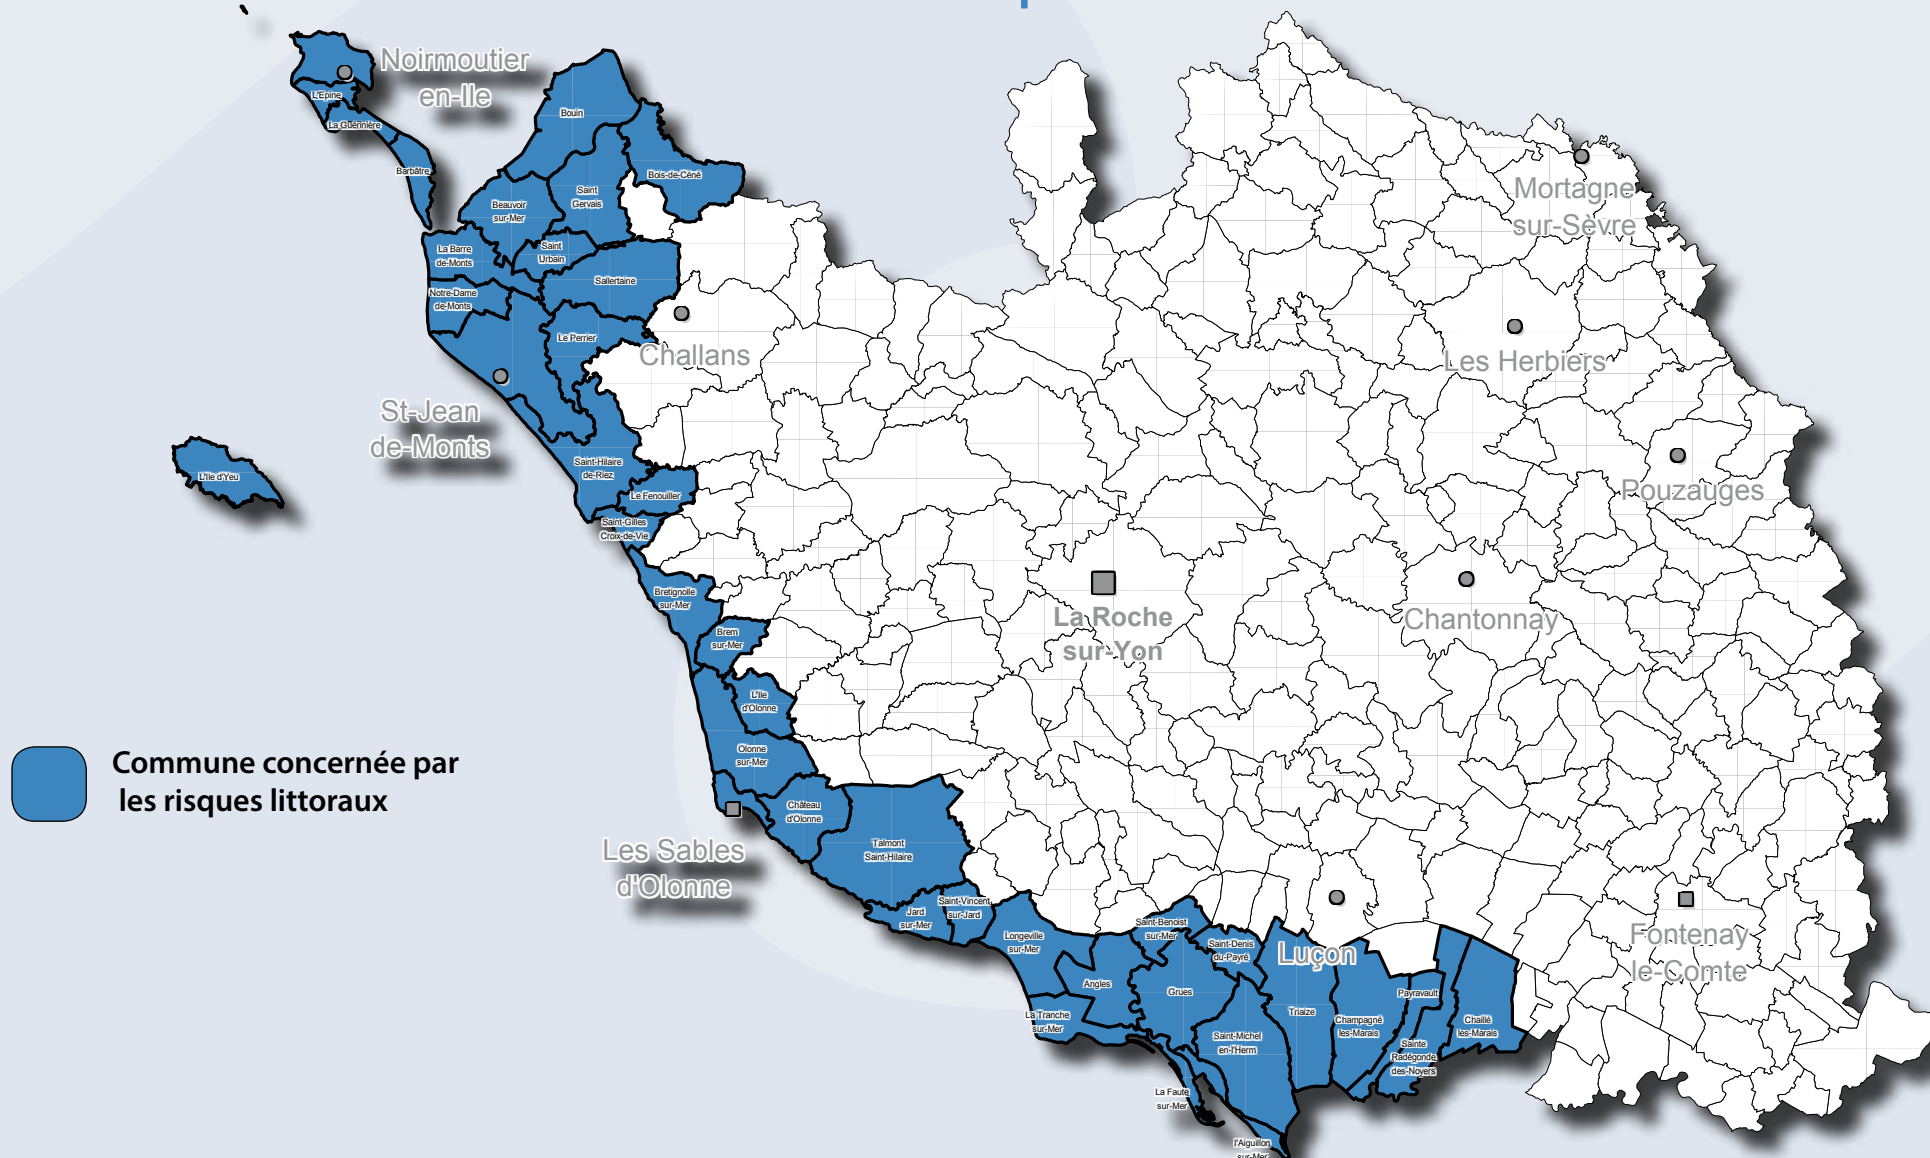 Noirmoutier
en-Ile
L'Epine
La Guérinière
Barbâtre
Bouin
Bois-de-Céné
Saint
Gervais
Beauvoir
sur-Mer
La Barre
de-Monts
Saint
Urbain
Sallertaine
Notre-Dame
de-Monts
Le Perrier
Challans
St-Jean
de-Monts
L'Ile d'Yeu
Saint-Hilaire
de-Riez
Le Fenouiller
Saint-Gilles
Croix-de-Vie
Bretignolle
sur-Mer
Brem
sur-Mer
L'Ile
d'Olonne
Olonne
sur-Mer
Château
d'Olonne
Les Sables
d'Olonne
Talmont
Saint-Hilaire
Jard
sur-Mer
Saint-Vincent
sur-Jard
Longeville
sur-Mer
Angles
La Tranche
sur-Mer
Saint-Benoist
sur-Mer
Saint-Denis
du-Payré
Grues
Saint-Michel
en-l'Herm
La Faute
sur-Mer
l'Aiguillon
sur-Mer
Luçon
Triaize
Champagné
les-Marais
Payravault
Sainte
Radégonde
des-Noyers
Chaillé
les-Marais
Mortagne
sur-Sèvre
Les Herbiers
Pouzauges
Chantonnay
La Roche
sur-Yon
Fontenay
le-Comte
Commune concernée par
les risques littoraux